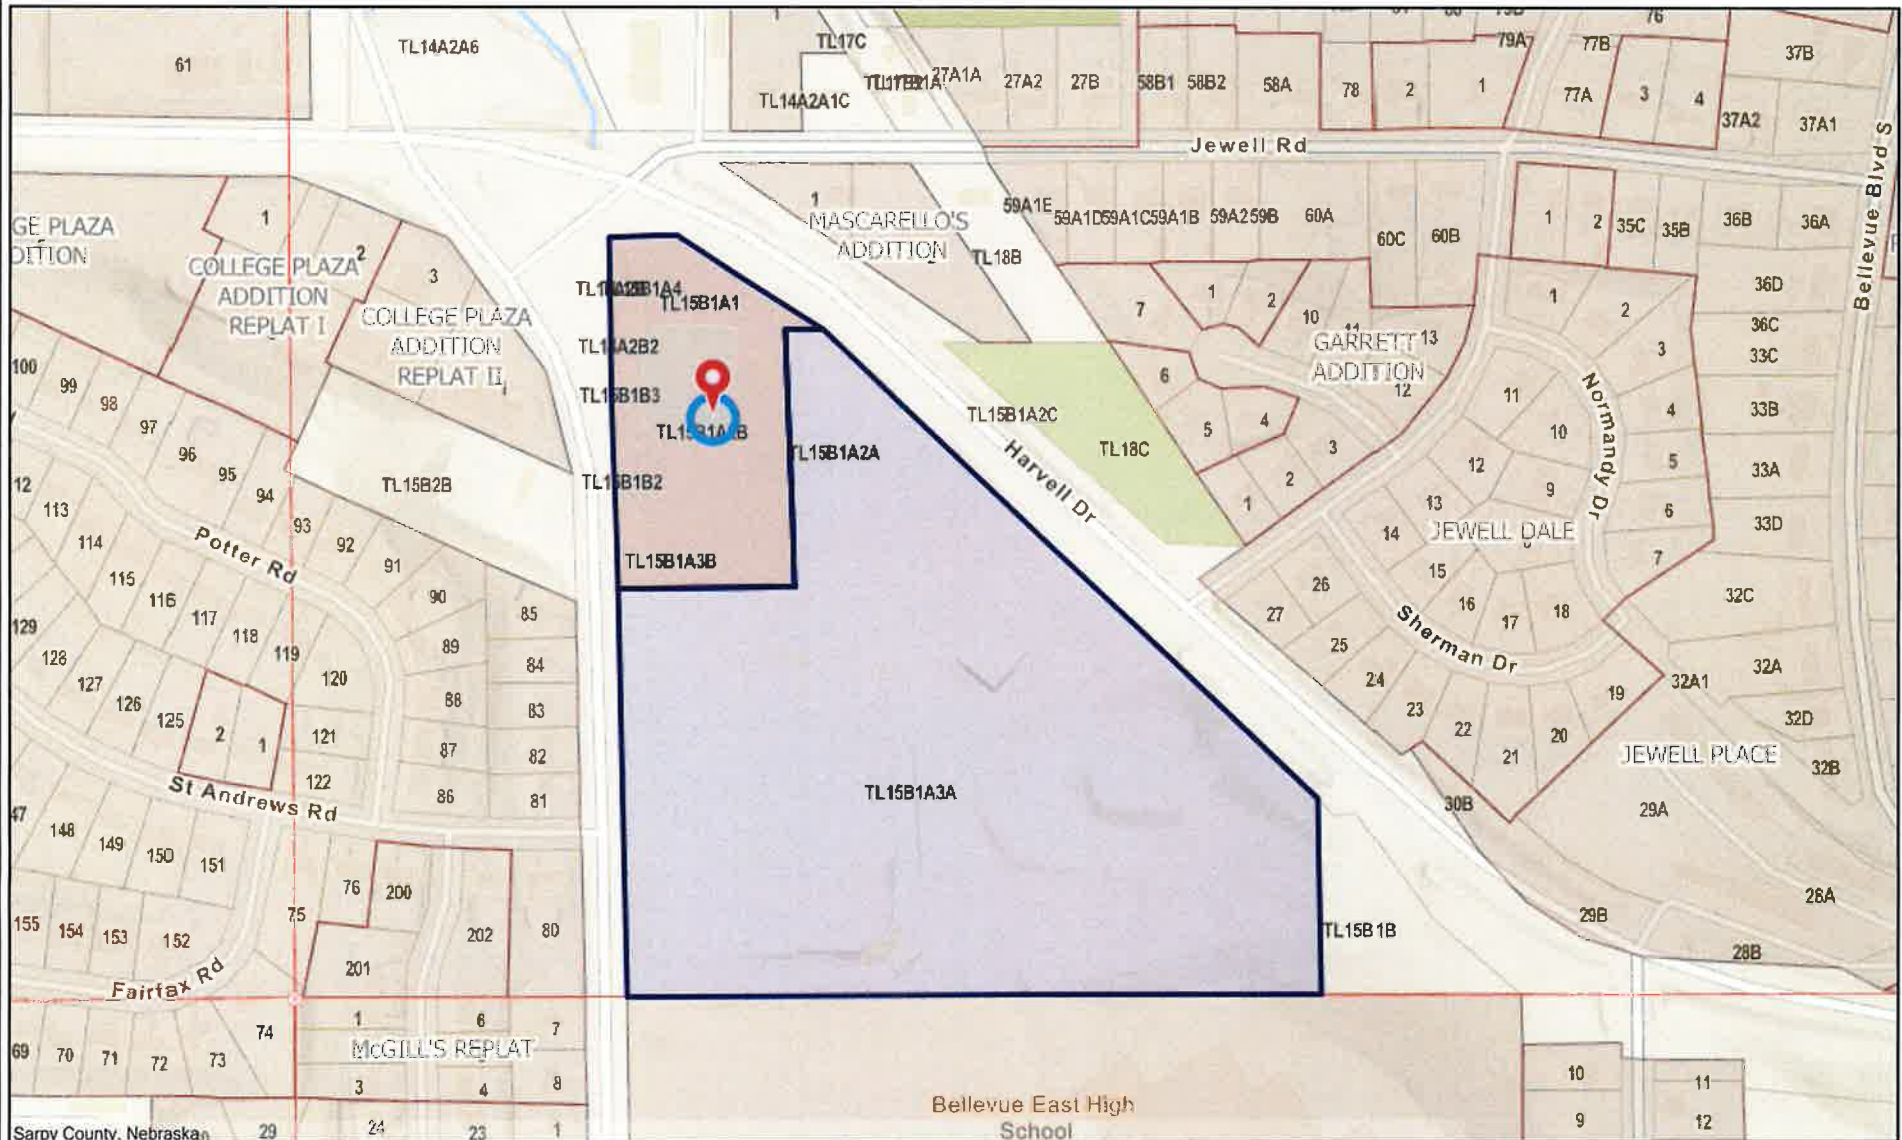 61
TL14A2A6
1
TL17C
TL14A2A1C
27A1A
27A2
27B
58B1
58B2
58A
78
79A
2
1
77B
77A
76
3
4
37B
37A2
37A1
Jewell Rd
Bellevue Blvd S
GE PLAZA
DITION
1
2
COLLEGE PLAZA
ADDITION
REPLAT I
3
COLLEGE PLAZA
ADDITION
REPLAT II
1
MASCARELLO'S
ADDITION
TL18B
59A1E
59A1D
59A1C
59A1B
59A2
59B
60A
60C
60B
1
2
35C
35B
36B
36A
36D
36C
33C
33B
33A
33D
32C
32A
32A1
32D
32B
TL15B1A1
TL14A2B2
TL15B1B3
TL15B1B2
TL15B1A3B
TL15B1A2A
TL15B1A2C
TL18C
Harvell Dr
7
1
2
10
11
13
GARRETT
ADDITION
12
6
5
4
3
2
1
1
2
3
4
5
6
7
11
10
9
12
13
14
JEWELL DALE
15
16
17
18
Normandy Dr
Sherman Dr
26
27
25
24
23
22
21
20
19
JEWELL PLACE
30B
29A
28A
29B
28B
TL15B1A3A
TL15B1B
100
99
98
97
96
95
94
93
92
91
90
TL15B2B
12
113
114
115
116
117
118
119
120
121
122
Potter Rd
89
88
87
86
85
84
83
82
81
80
129
128
127
126
125
2
1
St Andrews Rd
47
148
149
150
151
155
154
153
152
Fairfax Rd
75
76
200
201
202
69
70
71
72
73
74
1
6
7
McGILL'S REPLAT
3
4
8
29
24
23
1
Bellevue East High
School
10
9
11
12
Sarpy County, Nebraska